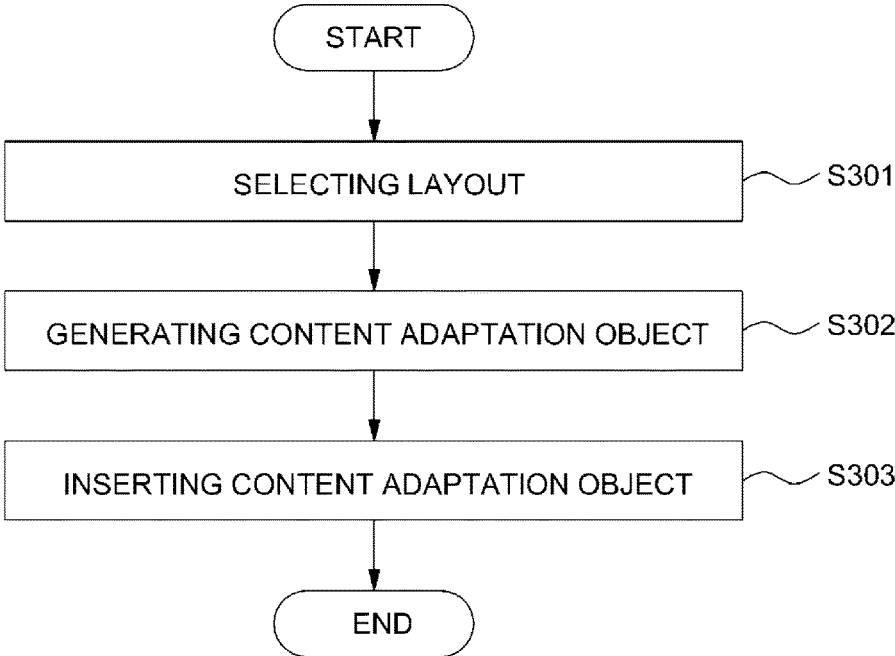 START
SELECTING LAYOUT
S301
GENERATING CONTENT ADAPTATION OBJECT
S302
INSERTING CONTENT ADAPTATION OBJECT
S303
END